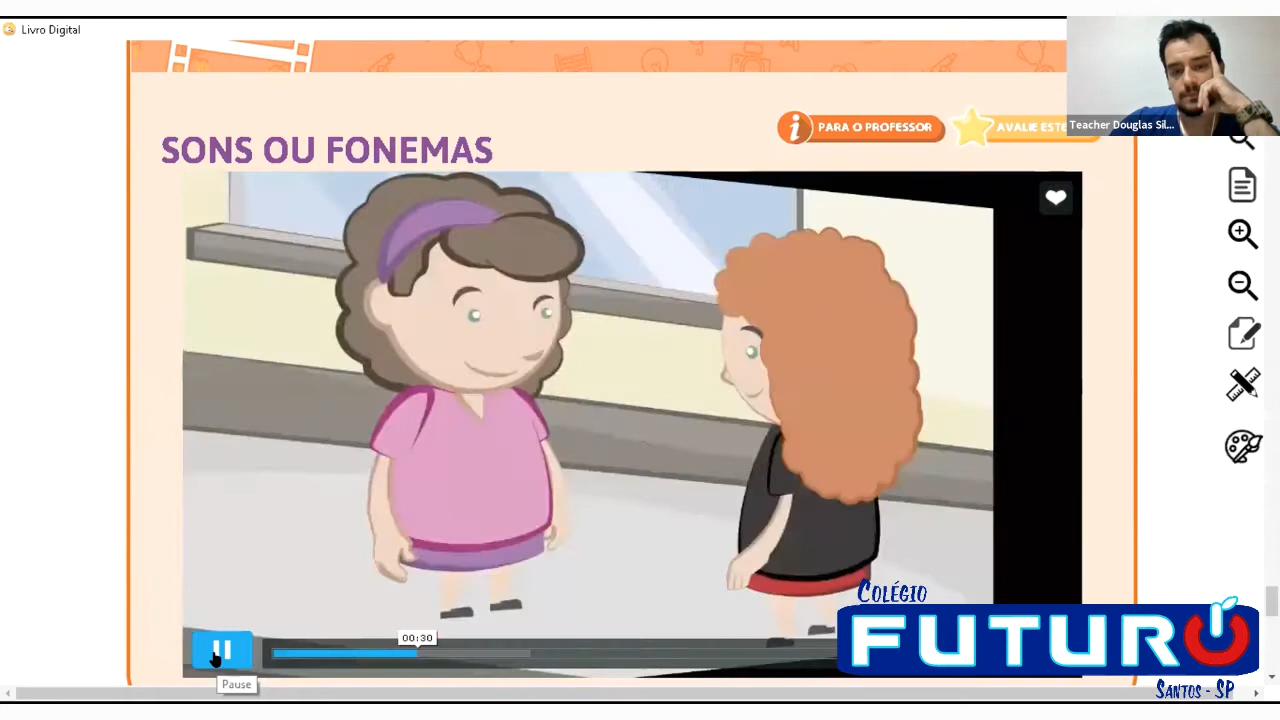 Livro Digital
PARA O PROFESSOR
AVALIE ESTE
Teacher Douglas Sil...
SONS OU FONEMAS
00:30
Pause
COLÉGIO
FUTURO
SANTOS - SP